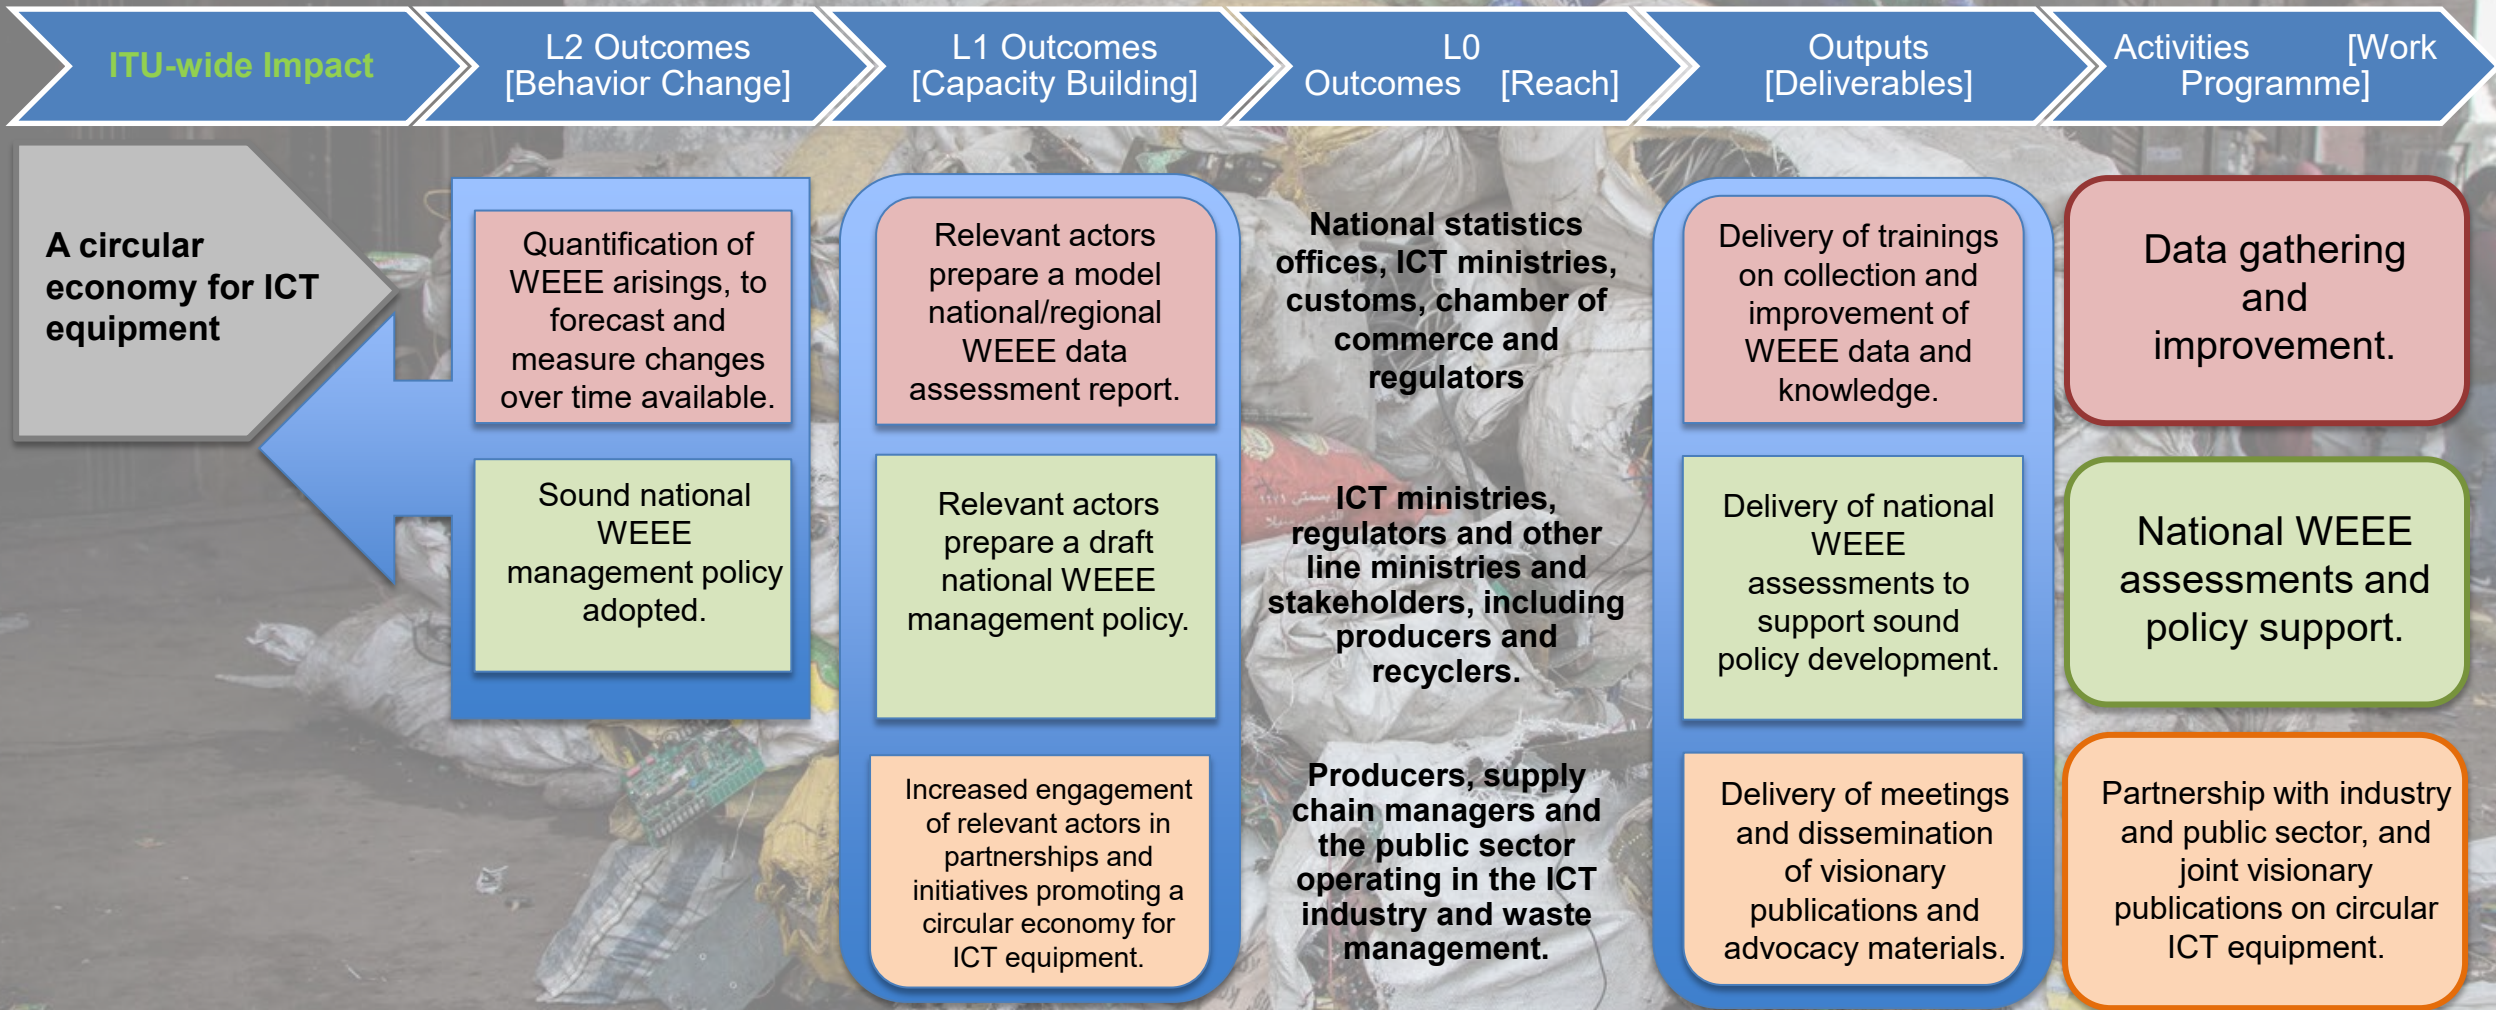 ITU-wide Impact
L2 Outcomes
[Behavior Change]
L1 Outcomes
[Capacity Building]
L0
Outcomes [Reach]
Outputs
[Deliverables]
Activities [Work
Programme]
A circular
economy for ICT
equipment
Quantification of
WEEE arisings, to
forecast and
measure changes
over time available.
Sound national
WEEE
management policy
adopted.
Relevant actors
prepare a model
national/regional
WEEE data
assessment report.
Relevant actors
prepare a draft
national WEEE
management policy.
Increased engagement
of relevant actors in
partnerships and
initiatives promoting a
circular economy for
ICT equipment.
National statistics
offices, ICT ministries,
customs, chamber of
commerce and
regulators
ICT ministries,
regulators and other
line ministries and
stakeholders, including
producers and
recyclers.
Producers, supply
chain managers and
the public sector
operating in the ICT
industry and waste
management.
Delivery of trainings
on collection and
improvement of
WEEE data and
knowledge.
Delivery of national
WEEE
assessments to
support sound
policy development.
Delivery of meetings
and dissemination
of visionary
publications and
advocacy materials.
Data gathering
and
improvement.
National WEEE
assessments and
policy support.
Partnership with industry
and public sector, and
joint visionary
publications on circular
ICT equipment.